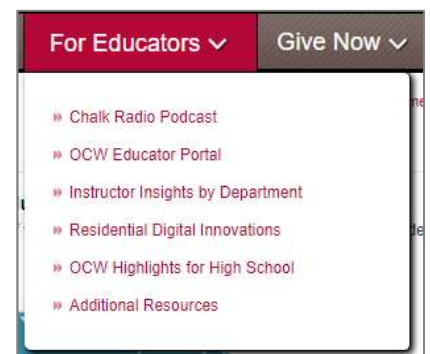 For Educators Give Now
» Chalk Radio Podcast
» OCW Educator Portal
» Instructor Insights by Department
» Residential Digital Innovations
» OCW Highlights for High School
» Additional Resources